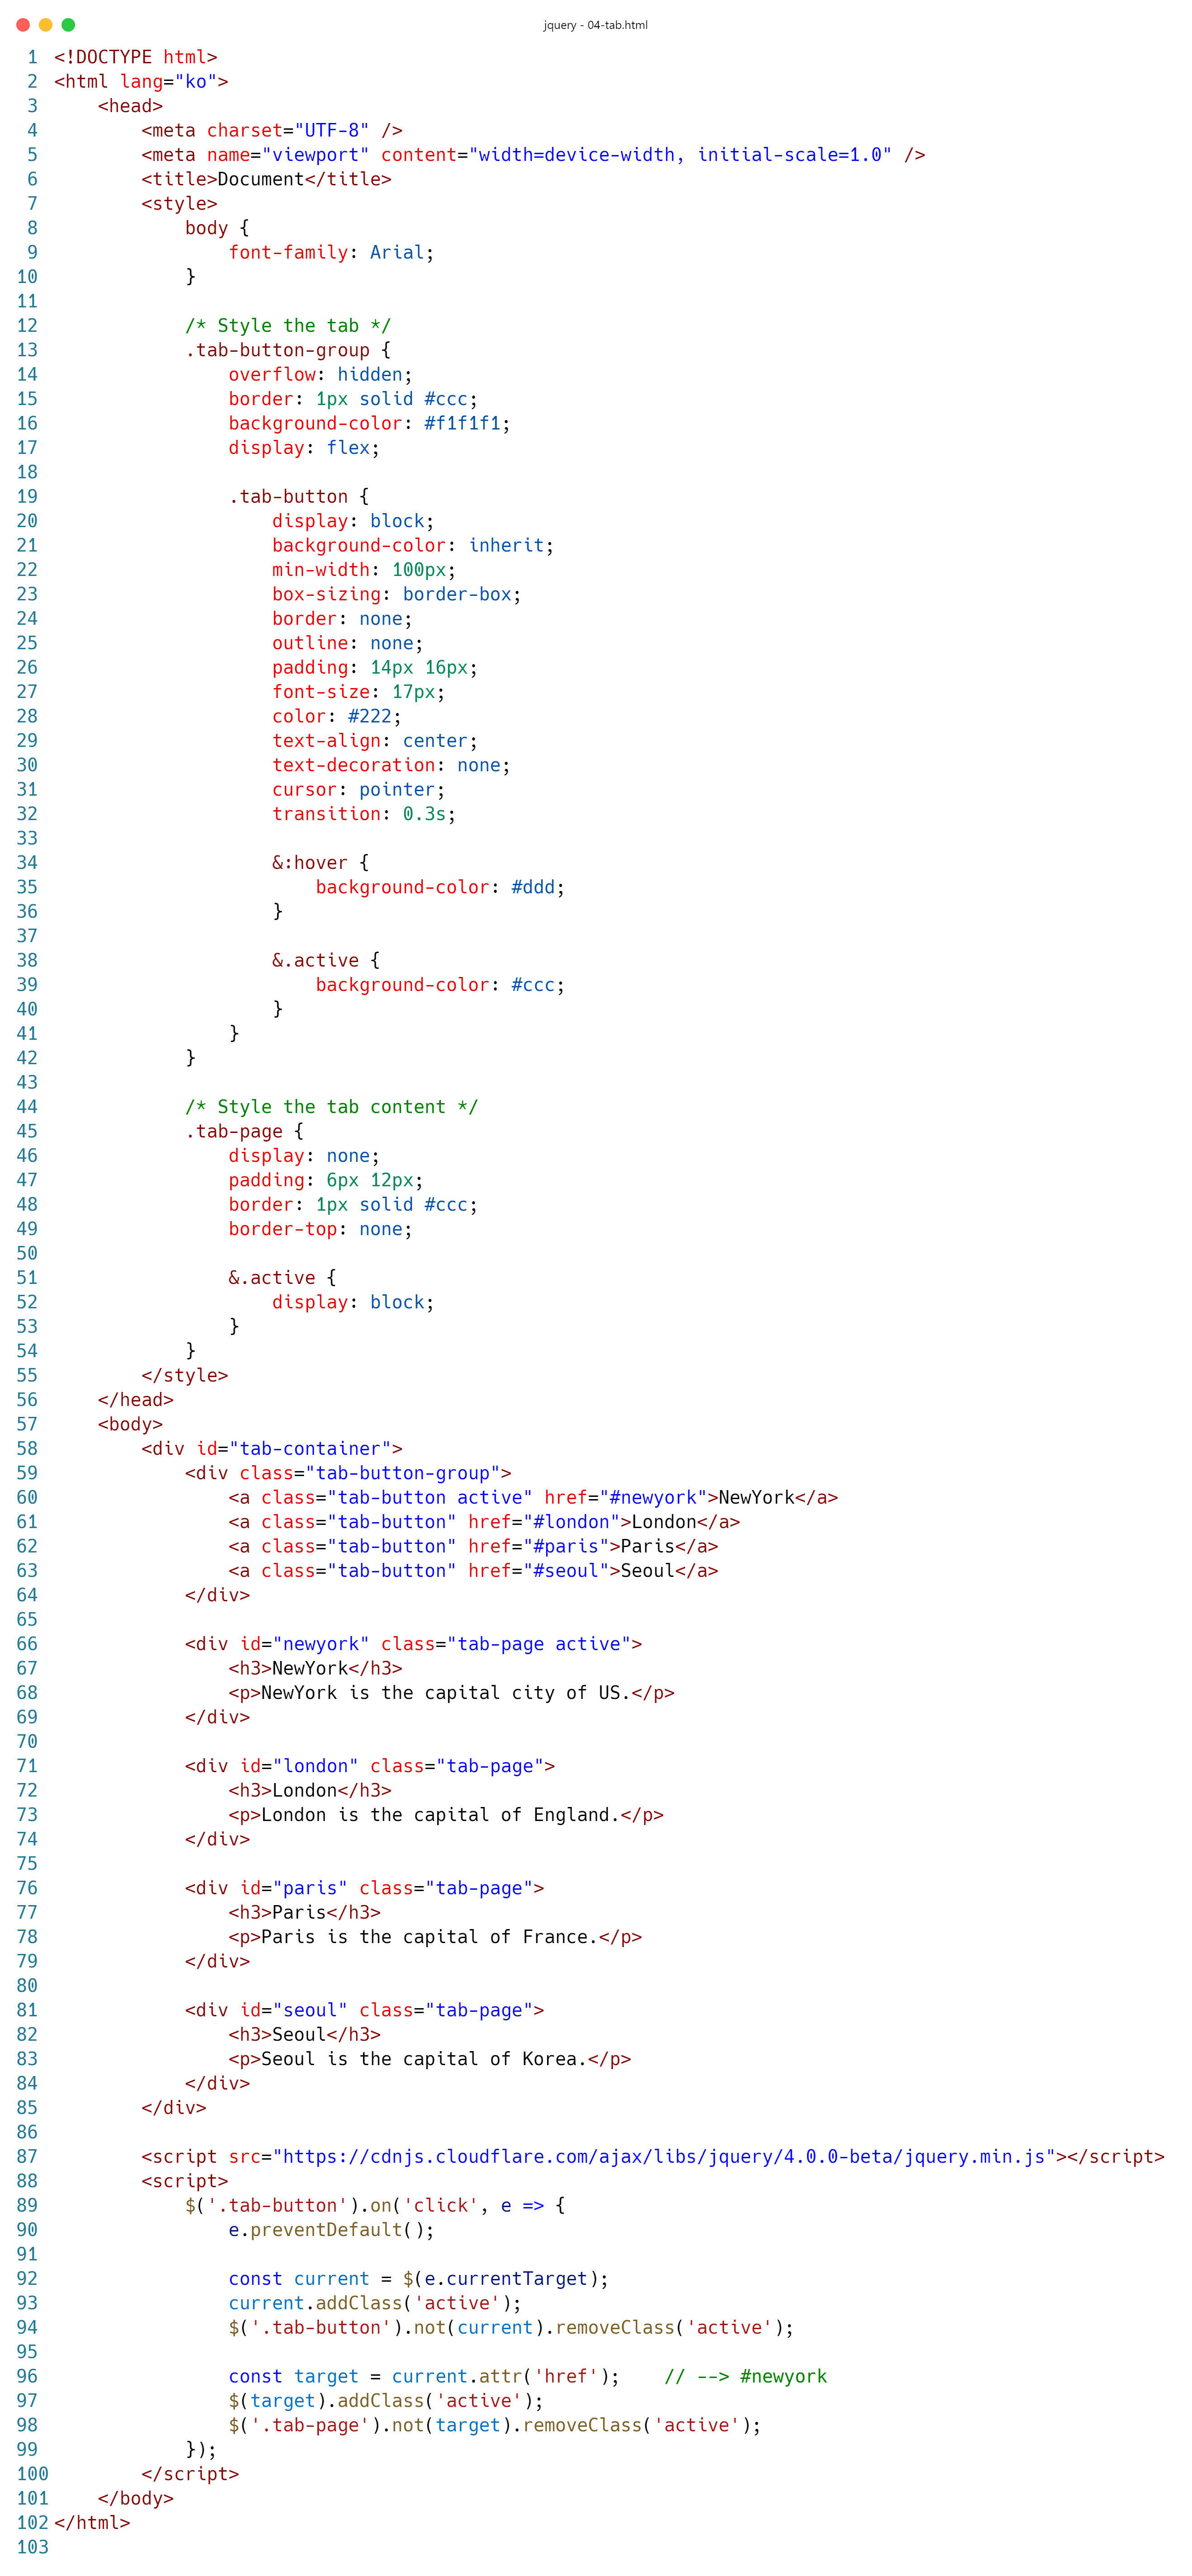 jquery - 04-tab.html
1 <!DOCTYPE html>
2 <html lang="ko">
3     <head>
4         <meta charset="UTF-8" />
5         <meta name="viewport" content="width=device-width, initial-scale=1.0" />
6         <title>Document</title>
7         <style>
8             body {
9                 font-family: Arial;
10             }
11
12             /* Style the tab */
13             .tab-button-group {
14                 overflow: hidden;
15                 border: 1px solid #ccc;
16                 background-color: #f1f1f1;
17                 display: flex;
18
19                 .tab-button {
20                     display: block;
21                     background-color: inherit;
22                     min-width: 100px;
23                     box-sizing: border-box;
24                     border: none;
25                     outline: none;
26                     padding: 14px 16px;
27                     font-size: 17px;
28                     color: #222;
29                     text-align: center;
30                     text-decoration: none;
31                     cursor: pointer;
32                     transition: 0.3s;
33
34                     &:hover {
35                         background-color: #ddd;
36                     }
37
38                     &.active {
39                         background-color: #ccc;
40                     }
41                 }
42             }
43
44             /* Style the tab content */
45             .tab-page {
46                 display: none;
47                 padding: 6px 12px;
48                 border: 1px solid #ccc;
49                 border-top: none;
50
51                 &.active {
52                     display: block;
53                 }
54             }
55         </style>
56     </head>
57     <body>
58         <div id="tab-container">
59             <div class="tab-button-group">
60                 <a class="tab-button active" href="#newyork">NewYork</a>
61                 <a class="tab-button" href="#london">London</a>
62                 <a class="tab-button" href="#paris">Paris</a>
63                 <a class="tab-button" href="#seoul">Seoul</a>
64             </div>
65
66             <div id="newyork" class="tab-page active">
67                 <h3>NewYork</h3>
68                 <p>NewYork is the capital city of US.</p>
69             </div>
70
71             <div id="london" class="tab-page">
72                 <h3>London</h3>
73                 <p>London is the capital of England.</p>
74             </div>
75
76             <div id="paris" class="tab-page">
77                 <h3>Paris</h3>
78                 <p>Paris is the capital of France.</p>
79             </div>
80
81             <div id="seoul" class="tab-page">
82                 <h3>Seoul</h3>
83                 <p>Seoul is the capital of Korea.</p>
84             </div>
85         </div>
86
87         <script src="https://cdnjs.cloudflare.com/ajax/libs/jquery/4.0.0-beta/jquery.min.js"></script>
88         <script>
89             $('.tab-button').on('click', e => {
90                 e.preventDefault();
91
92                 const current = $(e.currentTarget);
93                 current.addClass('active');
94                 $('.tab-button').not(current).removeClass('active');
95
96                 const target = current.attr('href');    // --> #newyork
97                 $(target).addClass('active');
98                 $('.tab-page').not(target).removeClass('active');
99             });
100         </script>
101     </body>
102 </html>
103